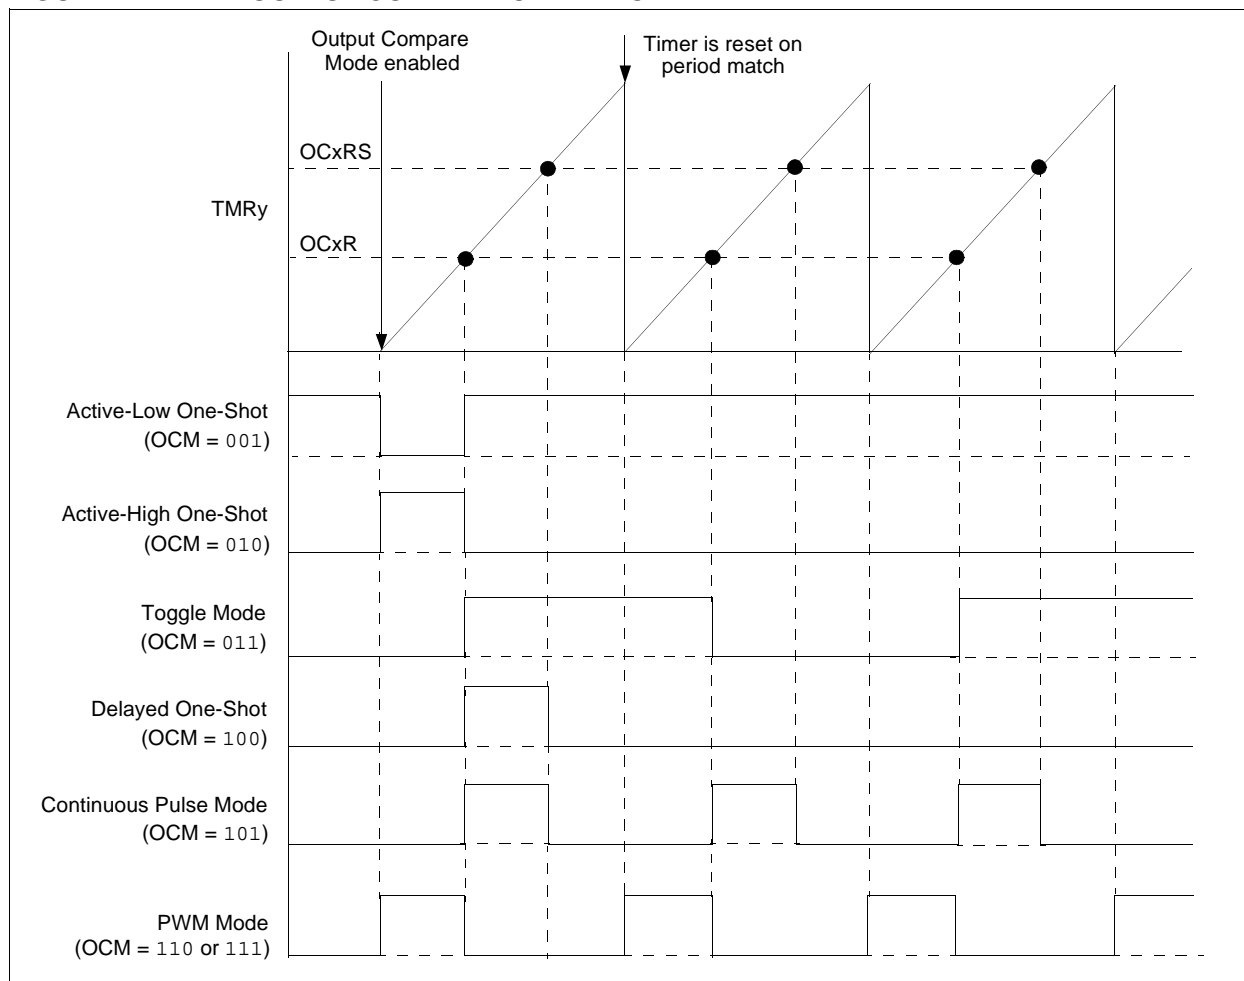 Output Compare
Mode enabled
Timer is reset on
period match
OCxRS
TMRy
OCxR
Active-Low One-Shot
(OCM = 001)
Active-High One-Shot
(OCM = 010)
Toggle Mode
(OCM = 011)
Delayed One-Shot
(OCM = 100)
Continuous Pulse Mode
(OCM = 101)
PWM Mode
(OCM = 110 or 111)